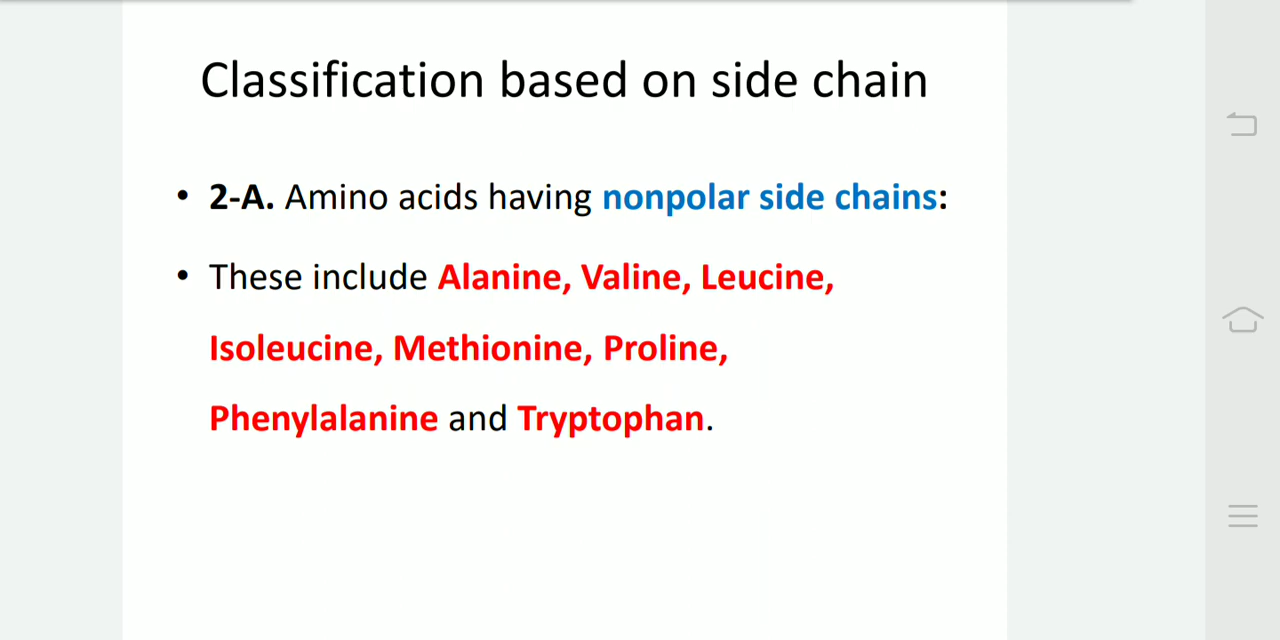 Classification based on side chain
• 2-A. Amino acids having nonpolar side chains:
• These include Alanine, Valine, Leucine,
Isoleucine, Methionine, Proline,
Phenylalanine and Tryptophan.